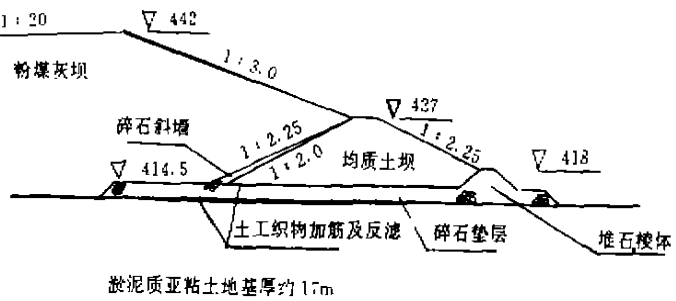 1:20
▽ 442
粉煤灰坝
1:3.0
▽ 427
碎石斜墙
1:2.25
1:2.0
1:2.25
均质土坝
▽ 414.5
▽ 418
土工织物加筋及反滤
碎石垫层
堆石棱体
淤泥质亚粘土地基厚约17m